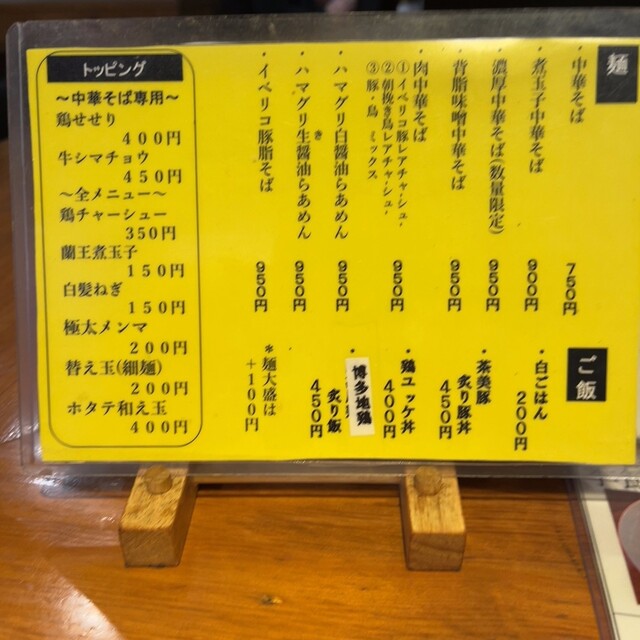 麺
・中華そば 750円
・煮玉子中華そば 900円
・濃厚中華そば(数量限定) 950円
・背脂味噌中華そば 950円
・肉中華そば 950円
①イベリコ豚レアチャーシュー
②朝挽き鳥レアチャーシュー
③豚・鳥 ミックス
・ハマグリ白醤油らあめん 950円
・ハマグリ生醤油らあめん 950円
き
・イベリコ豚脂そば 950円
ご飯
・白ごはん 200円
・茶美豚
炙り豚丼 450円
・鶏ユッケ丼 400円
・博多地鶏
炙り飯 450円
＊麺大盛は
＋100円
トッピング
～中華そば専用～
鶏せせり
400円
牛シマチョウ
450円
～全メニュー～
鶏チャーシュー
350円
蘭王煮玉子
150円
白髪ねぎ
150円
極太メンマ
200円
替え玉(細麺)
200円
ホタテ和え玉
400円